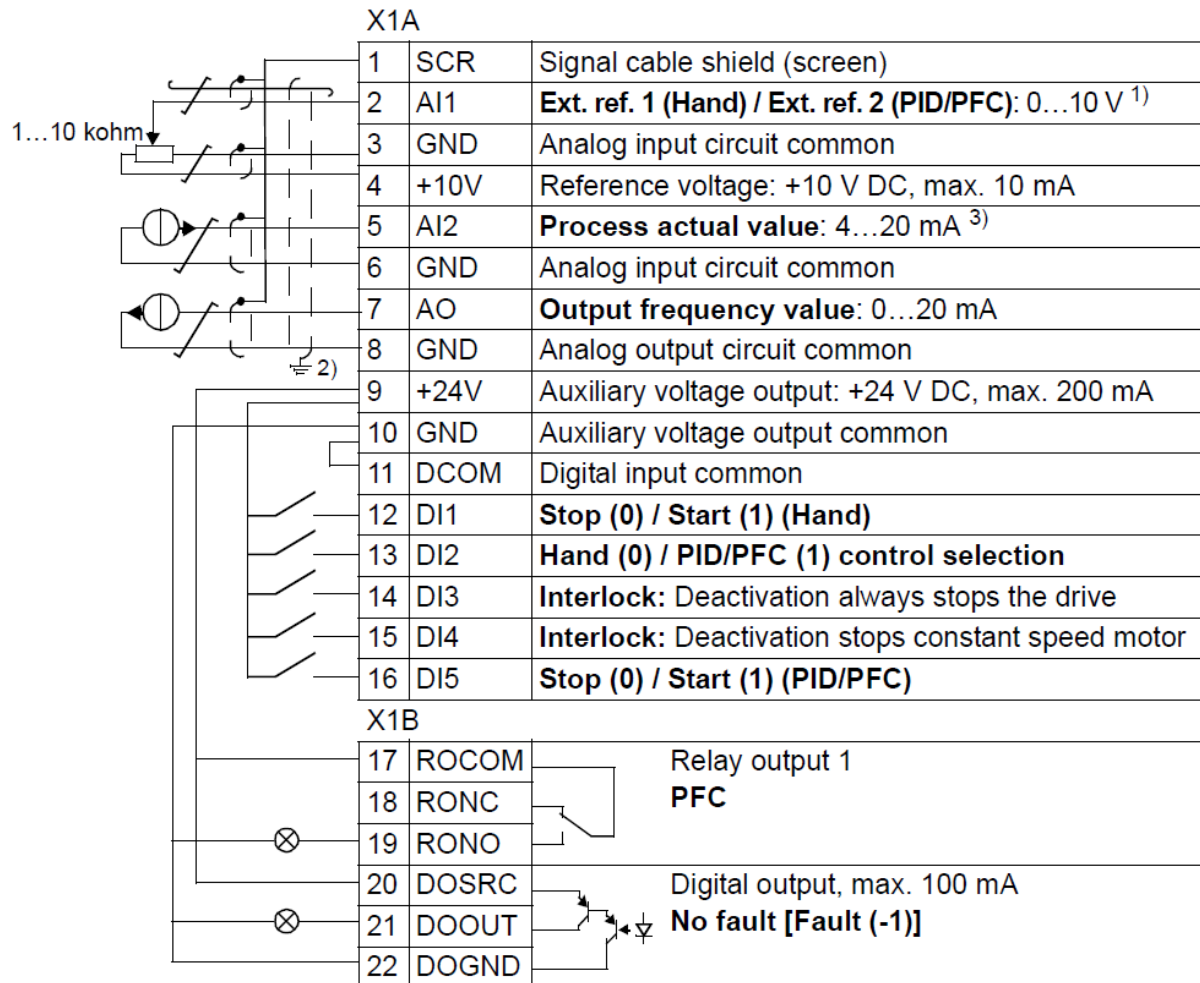 X1A
1 SCR Signal cable shield (screen)
2 AI1 Ext. ref. 1 (Hand) / Ext. ref. 2 (PID/PFC): 0…10 V 1)
1…10 kohm
3 GND Analog input circuit common
4 +10V Reference voltage: +10 V DC, max. 10 mA
5 AI2 Process actual value: 4…20 mA 3)
6 GND Analog input circuit common
7 AO Output frequency value: 0…20 mA
8 GND Analog output circuit common
2)
9 +24V Auxiliary voltage output: +24 V DC, max. 200 mA
10 GND Auxiliary voltage output common
11 DCOM Digital input common
12 DI1 Stop (0) / Start (1) (Hand)
13 DI2 Hand (0) / PID/PFC (1) control selection
14 DI3 Interlock: Deactivation always stops the drive
15 DI4 Interlock: Deactivation stops constant speed motor
16 DI5 Stop (0) / Start (1) (PID/PFC)
X1B
17 ROCOM Relay output 1
18 RONC PFC
19 RONO
20 DOSRC Digital output, max. 100 mA
21 DOOUT No fault [Fault (-1)]
22 DOGND